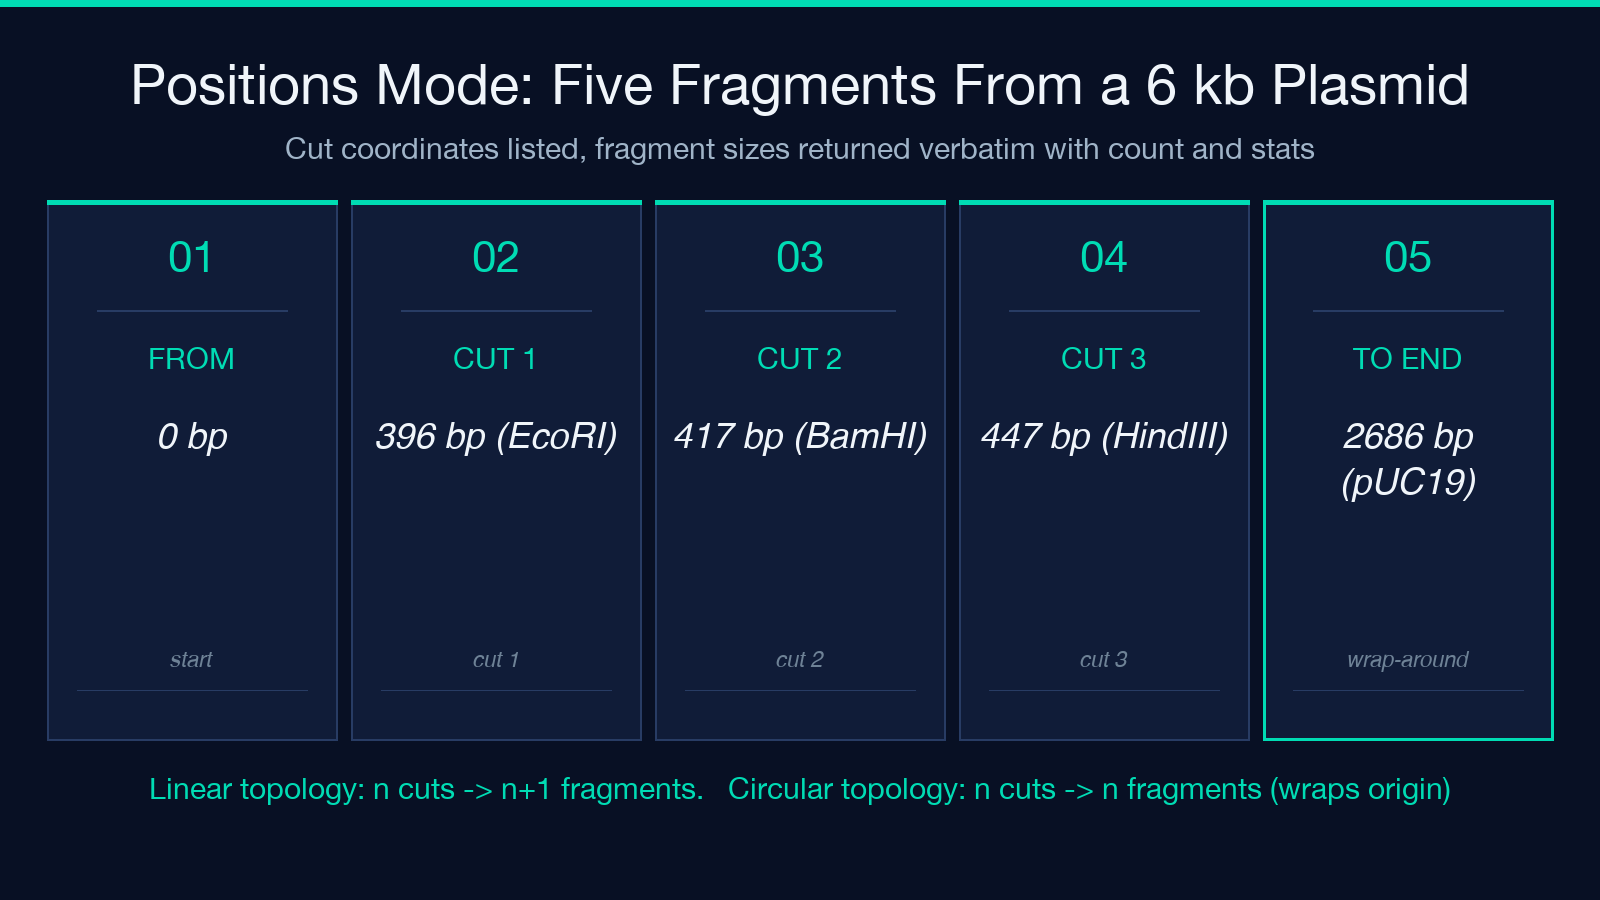 Positions Mode: Five Fragments From a 6 kb Plasmid
Cut coordinates listed, fragment sizes returned verbatim with count and stats
01
FROM
0 bp
start
02
CUT 1
396 bp (EcoRI)
cut 1
03
CUT 2
417 bp (BamHI)
cut 2
04
CUT 3
447 bp (HindIII)
cut 3
05
TO END
2686 bp
(pUC19)
wrap-around
Linear topology: n cuts -> n+1 fragments.   Circular topology: n cuts -> n fragments (wraps origin)